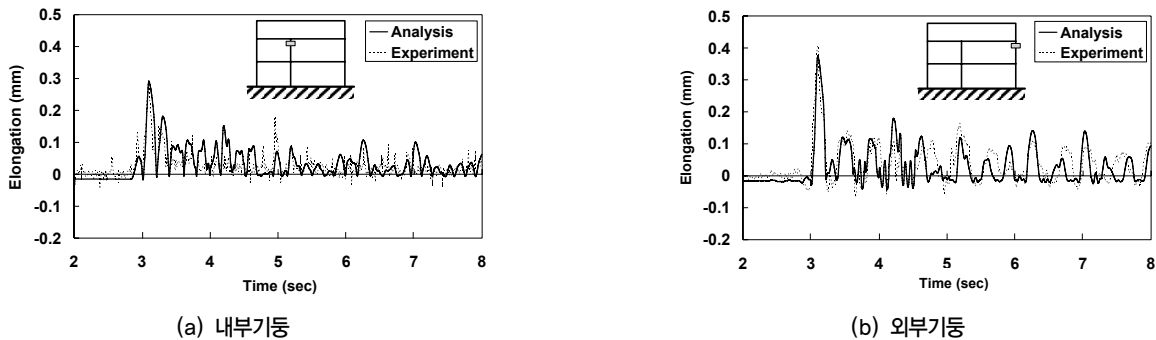 0.5
0.4
0.3
0.2
0.1
0
-0.1
-0.2
Elongation (mm)
Analysis
Experiment
2 3 4 5 6 7 8
Time (sec)
(a) 내부기둥
0.5
0.4
0.3
0.2
0.1
0
-0.1
-0.2
Elongation (mm)
Analysis
Experiment
2 3 4 5 6 7 8
Time (sec)
(b) 외부기둥